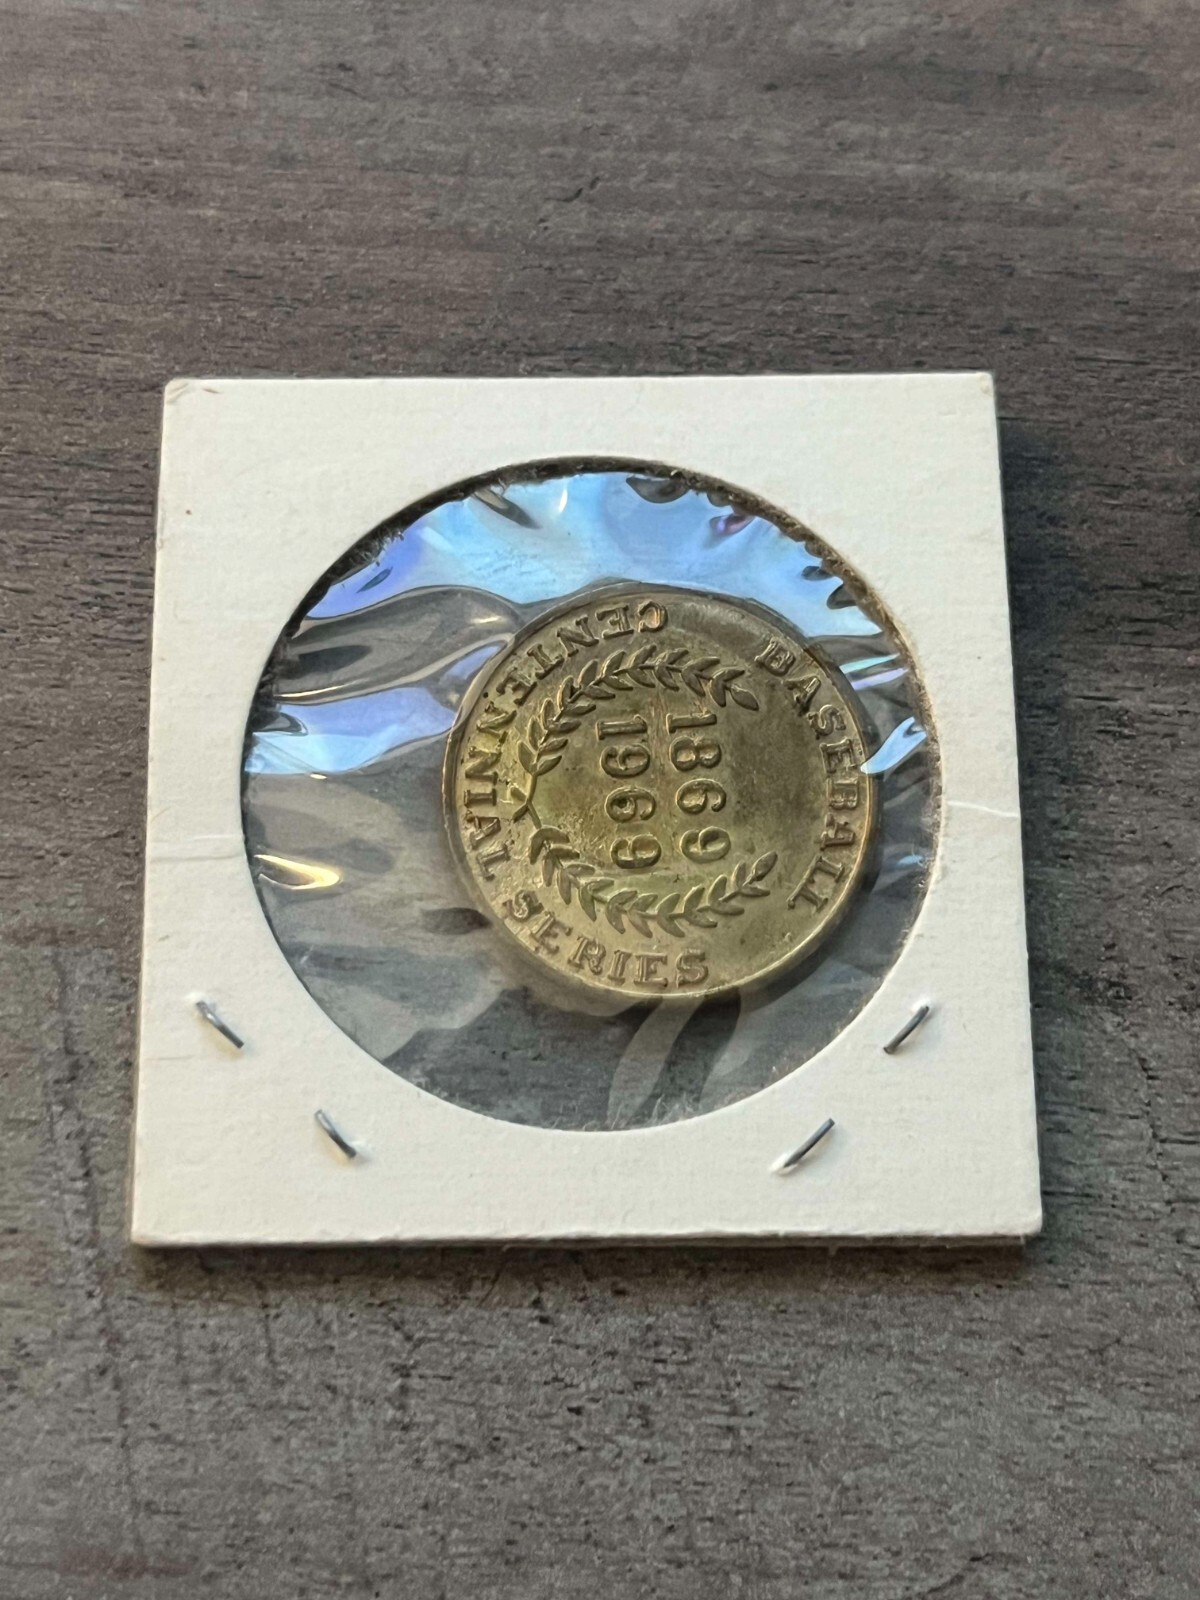 BASEBALL
1869
1969
CENTENNIAL SERIES